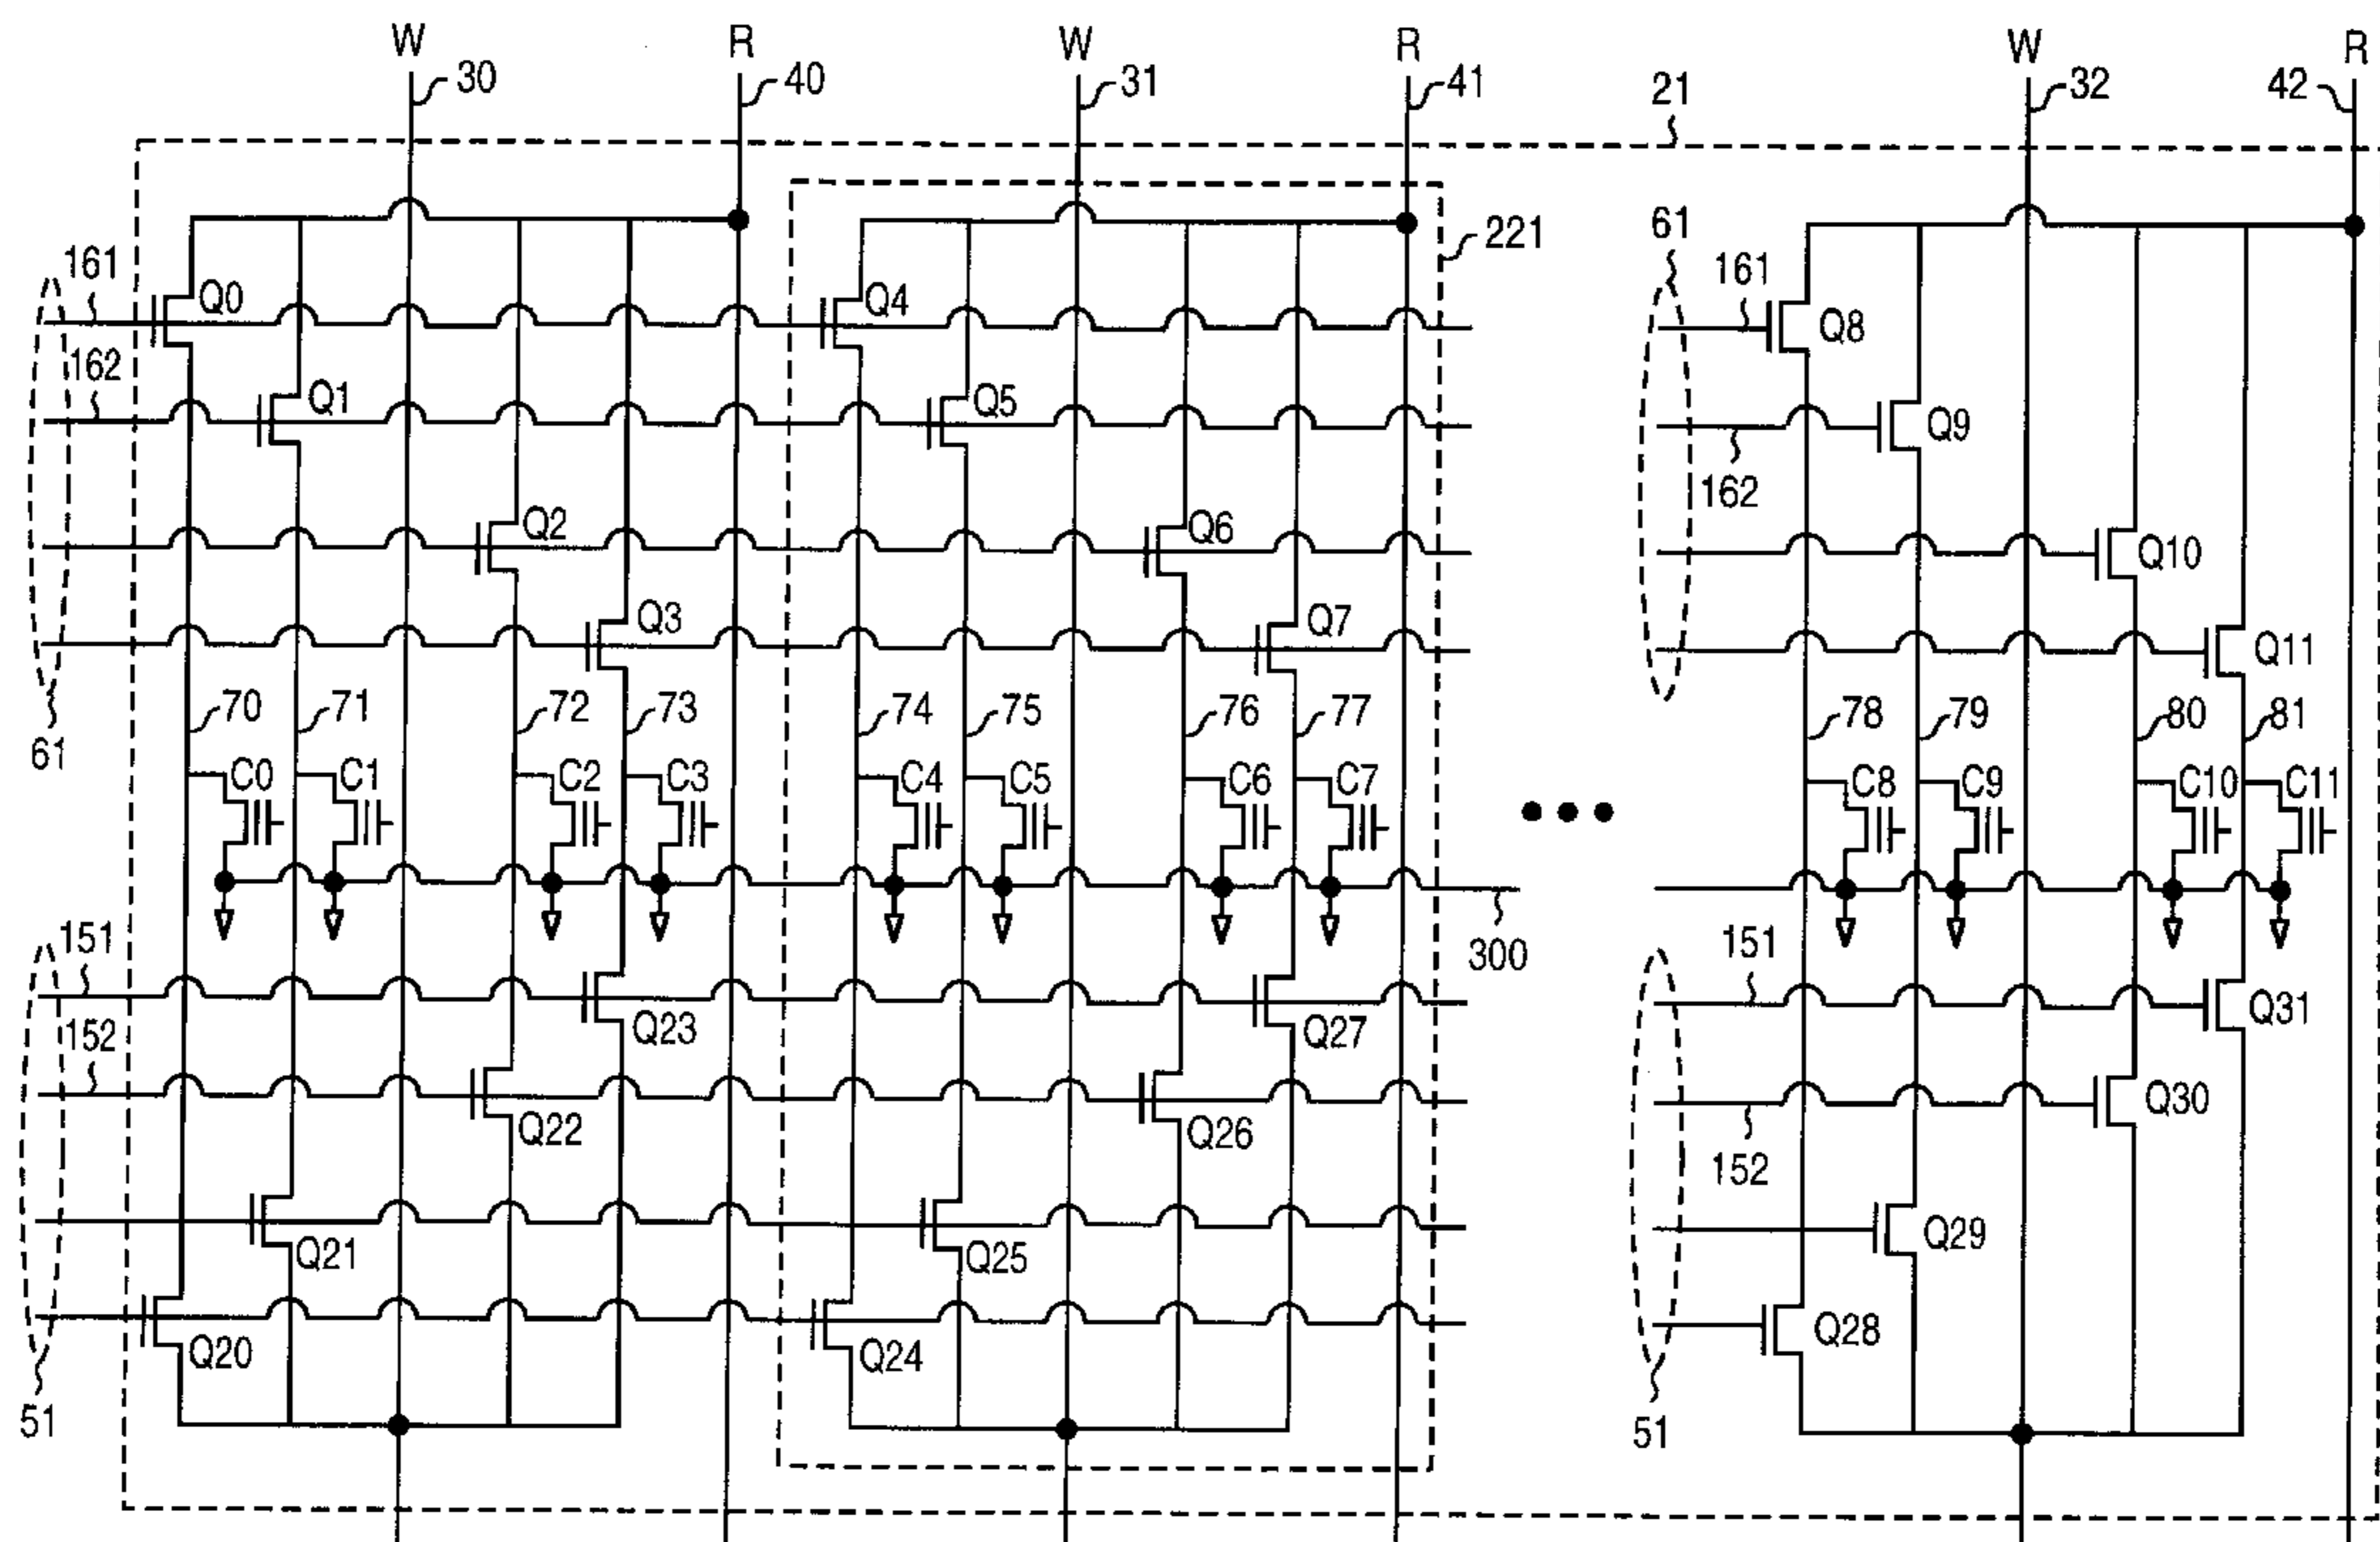 W R W R W R
30 40 31 41 21 32 42
61
221
161 Q0 Q4 161 Q8
162 Q1 Q5 162 Q9
Q2 Q6 Q10
Q3 Q7 Q11
61 70 71 72 73 74 75 76 77 78 79 80 81
C0 C1 C2 C3 C4 C5 C6 C7 C8 C9 C10 C11
300
151 Q23 Q27 151 Q31
152 Q22 Q26 152 Q30
Q21 Q25 Q29
Q20 Q24 Q28
51 51